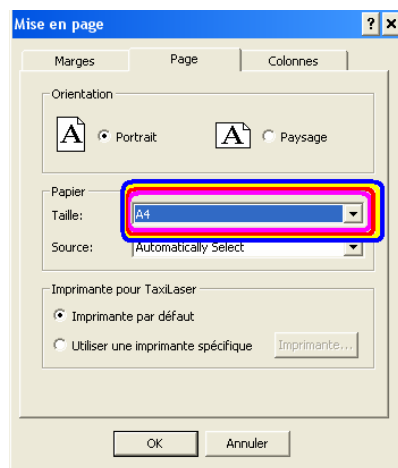 Mise en page
Marges Page Colonnes
Orientation
A Portrait A Paysage
Papier
Taille: A4
Source: Automatically Select
Imprimante pour TaxiLaser
Imprimante par défaut
Utiliser une imprimante spécifique Imprimante...
OK Annuler